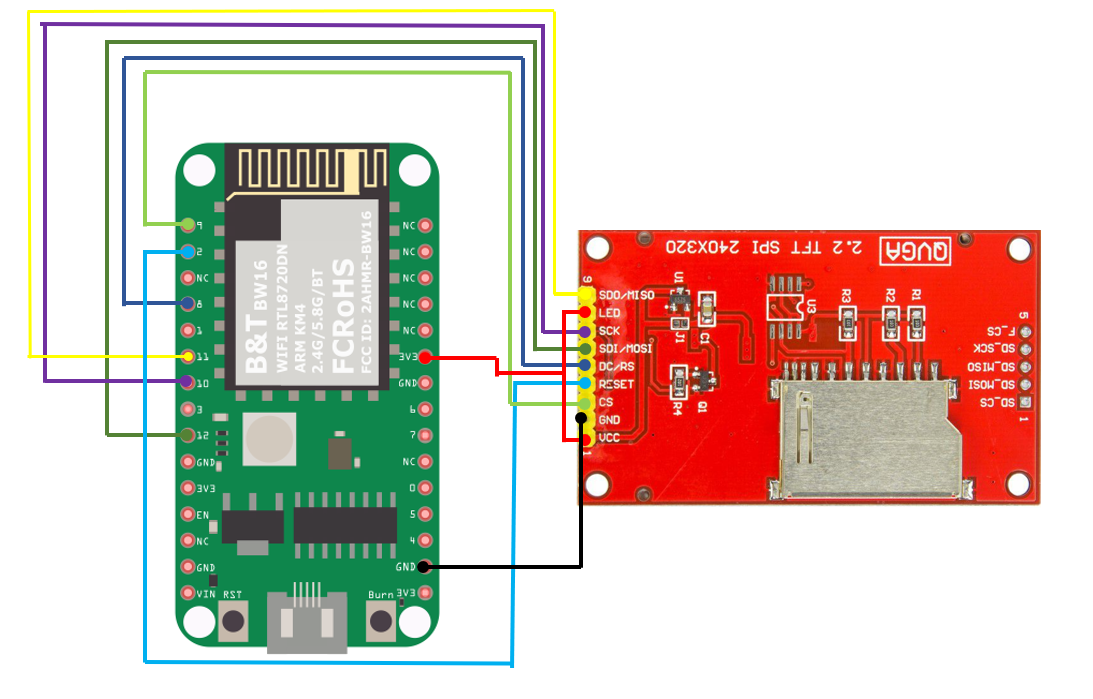 9
2
NC
8
1
11
10
3
12
GND
3V3
EN
NC
GND
VIN
RST
B&T BW16
WIFI RTL8720DN
ARM KM4
2.4G/5.8G/BT
FCRoHS
FCC ID: 2AHMR-BW16
NC
NC
NC
NC
NC
3V3
GND
6
7
NC
0
5
4
GND
3V3
Burn
2.2 TFT SPI 240X320
QVGA
9
SDO/MISO
LED
SCK
SDI/MOSI
DC/RS
RESET
CS
GND
VCC
1
U1
J1
C1
R4
Q1
U3
R3
R2
R1
5
F_CS
SD_SCK
SD_MISO
SD_MOSI
SD_CS
1